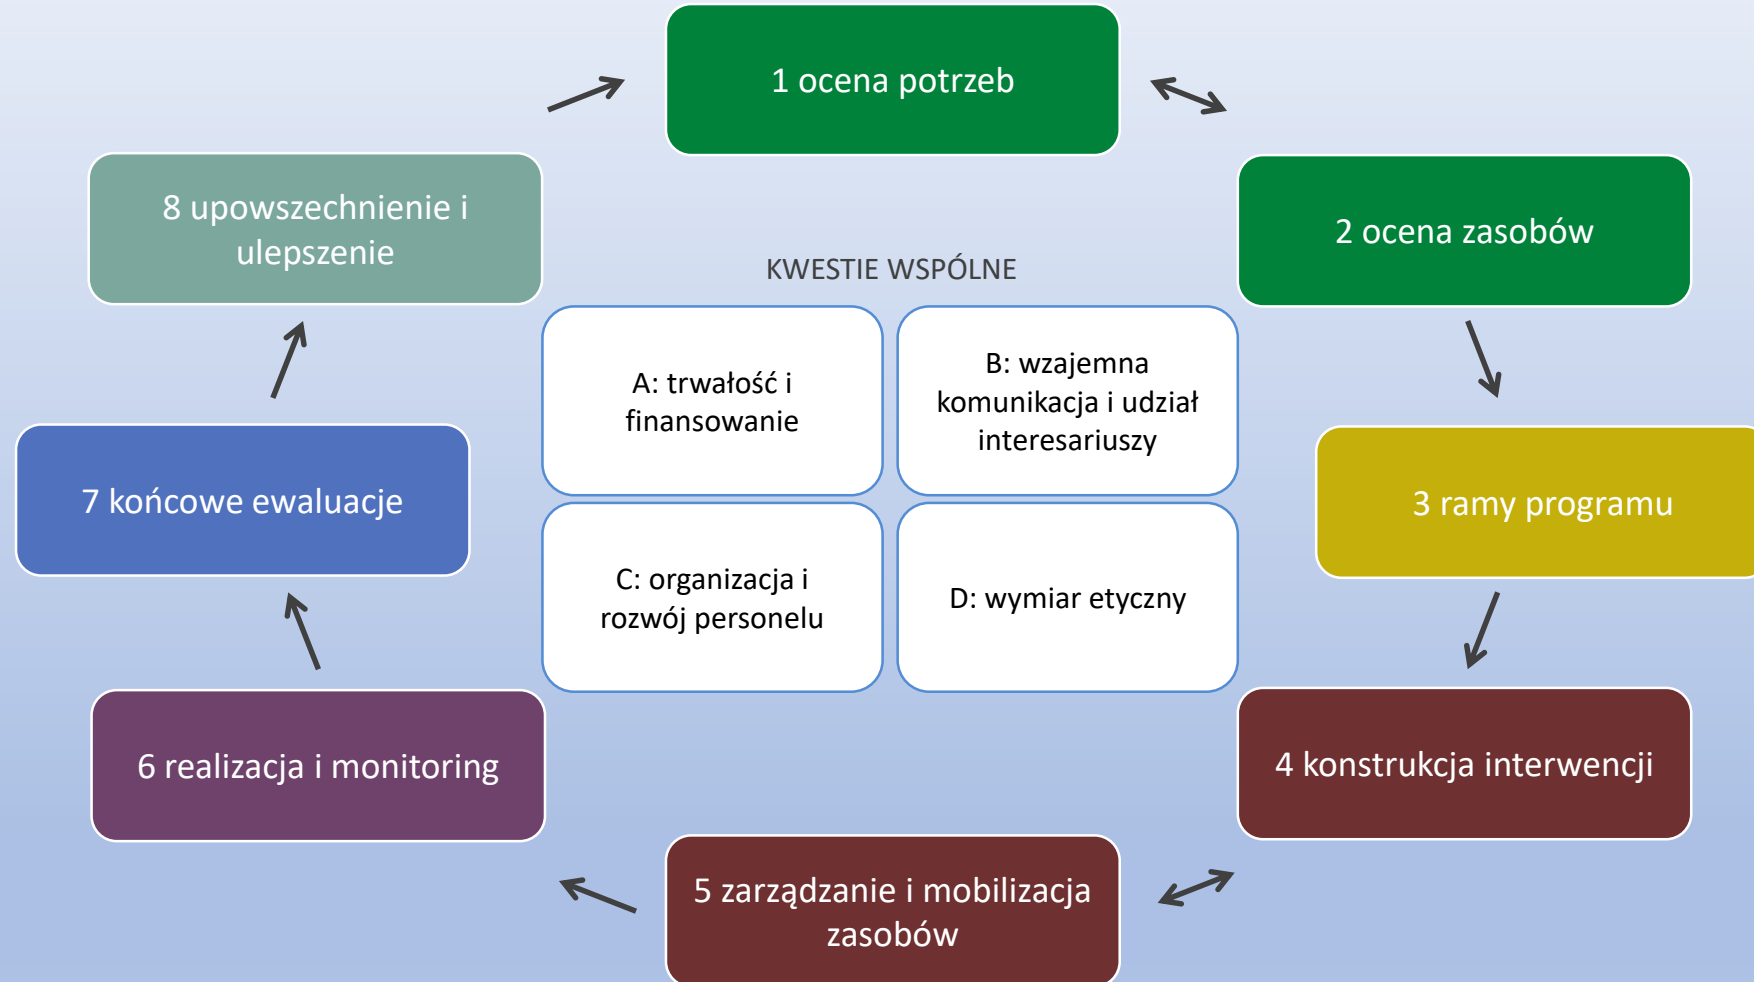 1 ocena potrzeb
2 ocena zasobów
3 ramy programu
4 konstrukcja interwencji
5 zarządzanie i mobilizacja
zasobów
6 realizacja i monitoring
7 końcowe ewaluacje
8 upowszechnienie i
ulepszenie
KWESTIE WSPÓLNE
A: trwałość i
finansowanie
B: wzajemna
komunikacja i udział
interesariuszy
C: organizacja i
rozwój personelu
D: wymiar etyczny